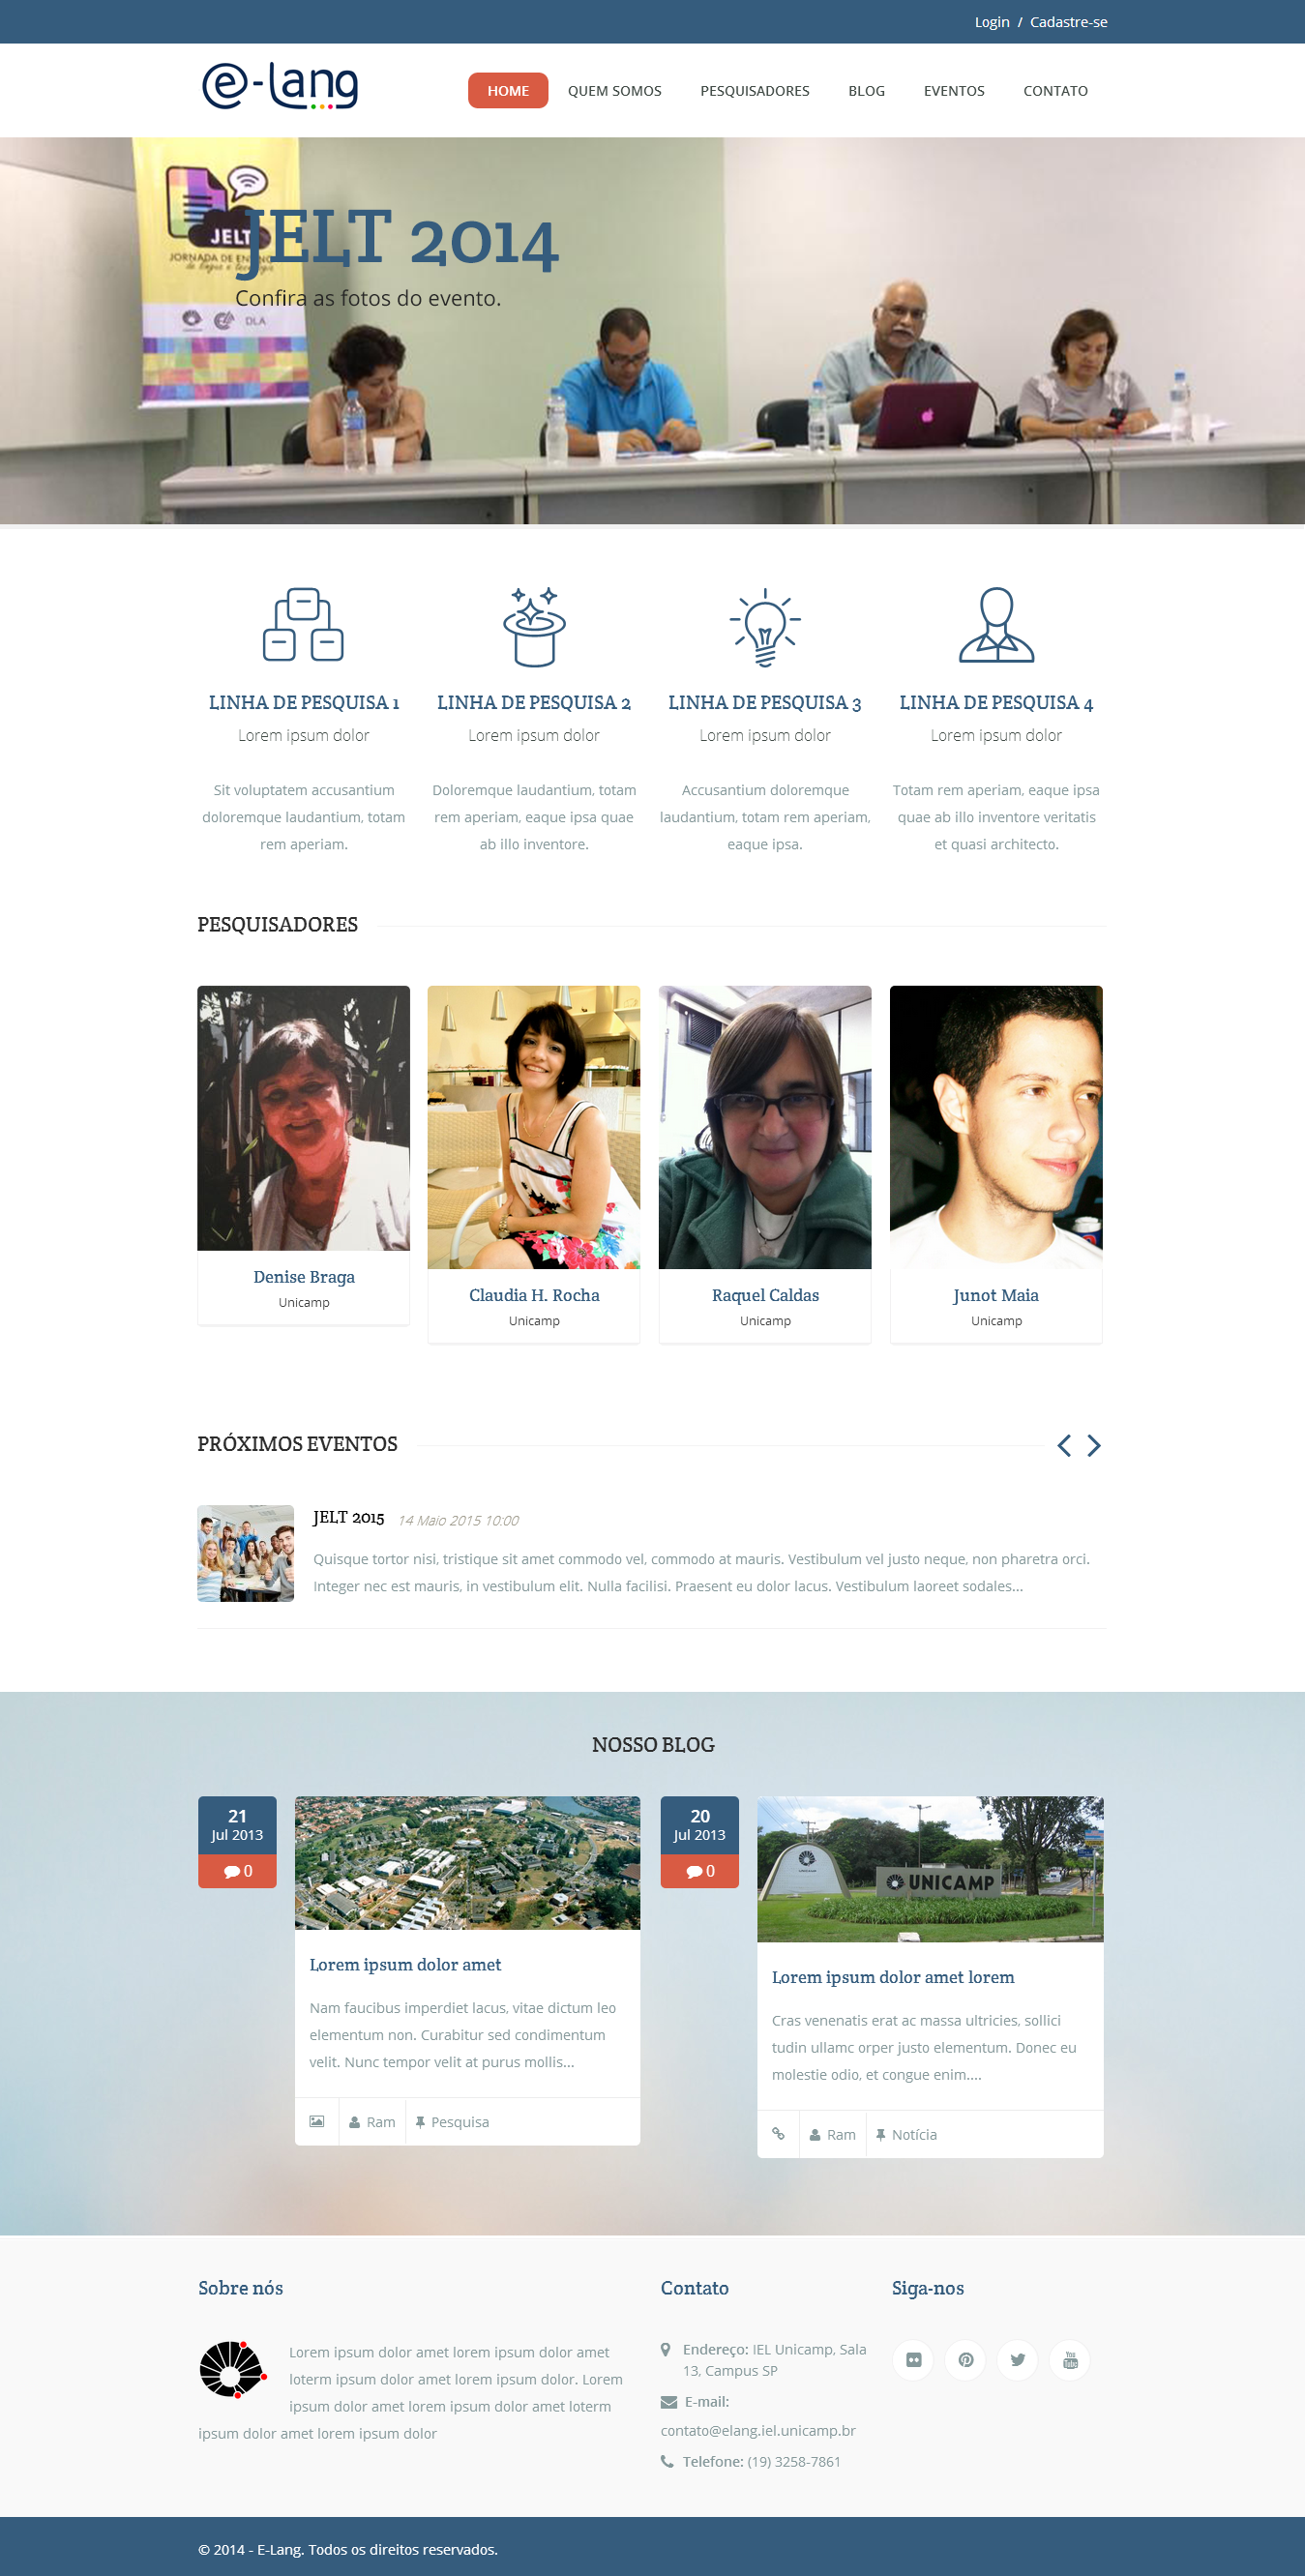 Login / Cadastre-se
e-lang
HOME QUEM SOMOS PESQUISADORES BLOG EVENTOS CONTATO
JELT
JORNADA DE ENSINO
de língua e tecnologia
DLA
JELT 2014
Confira as fotos do evento.
LINHA DE PESQUISA 1
Lorem ipsum dolor
Sit voluptatem accusantium
doloremque laudantium, totam
rem aperiam.
LINHA DE PESQUISA 2
Lorem ipsum dolor
Doloremque laudantium, totam
rem aperiam, eaque ipsa quae
ab illo inventore.
LINHA DE PESQUISA 3
Lorem ipsum dolor
Accusantium doloremque
laudantium, totam rem aperiam,
eaque ipsa.
LINHA DE PESQUISA 4
Lorem ipsum dolor
Totam rem aperiam, eaque ipsa
quae ab illo inventore veritatis
et quasi architecto.
PESQUISADORES
Denise Braga
Unicamp
Claudia H. Rocha
Unicamp
Raquel Caldas
Unicamp
Junot Maia
Unicamp
PRÓXIMOS EVENTOS
JELT 2015 14 Maio 2015 10:00
Quisque tortor nisi, tristique sit amet commodo vel, commodo at mauris. Vestibulum vel justo neque, non pharetra orci.
Integer nec est mauris, in vestibulum elit. Nulla facilisi. Praesent eu dolor lacus. Vestibulum laoreet sodales...
NOSSO BLOG
21
Jul 2013
0
Lorem ipsum dolor amet
Nam faucibus imperdiet lacus, vitae dictum leo
elementum non. Curabitur sed condimentum
velit. Nunc tempor velit at purus mollis...
Ram Pesquisa
20
Jul 2013
0
UNICAMP
Lorem ipsum dolor amet lorem
Cras venenatis erat ac massa ultricies, sollici
tudin ullamc orper justo elementum. Donec eu
molestie odio, et congue enim....
Ram Notícia
Sobre nós
Lorem ipsum dolor amet lorem ipsum dolor amet
loterm ipsum dolor amet lorem ipsum dolor. Lorem
ipsum dolor amet lorem ipsum dolor amet loterm
ipsum dolor amet lorem ipsum dolor
Contato
Endereço: IEL Unicamp, Sala
13, Campus SP
E-mail:
contato@elang.iel.unicamp.br
Telefone: (19) 3258-7861
Siga-nos
You
Tube
© 2014 - E-Lang. Todos os direitos reservados.